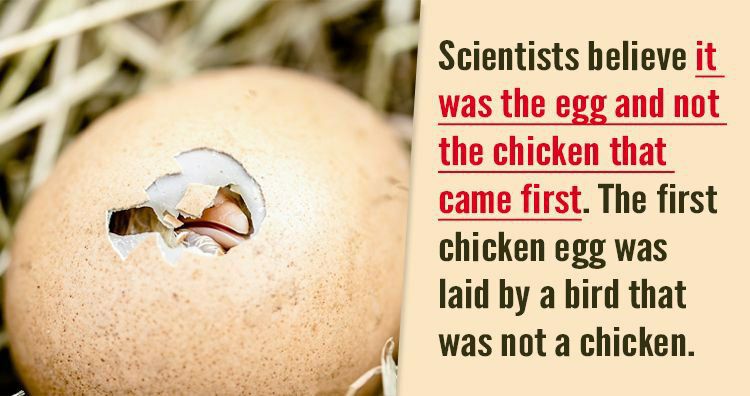 Scientists believe it
was the egg and not
the chicken that
came first. The first
chicken egg was
laid by a bird that
was not a chicken.